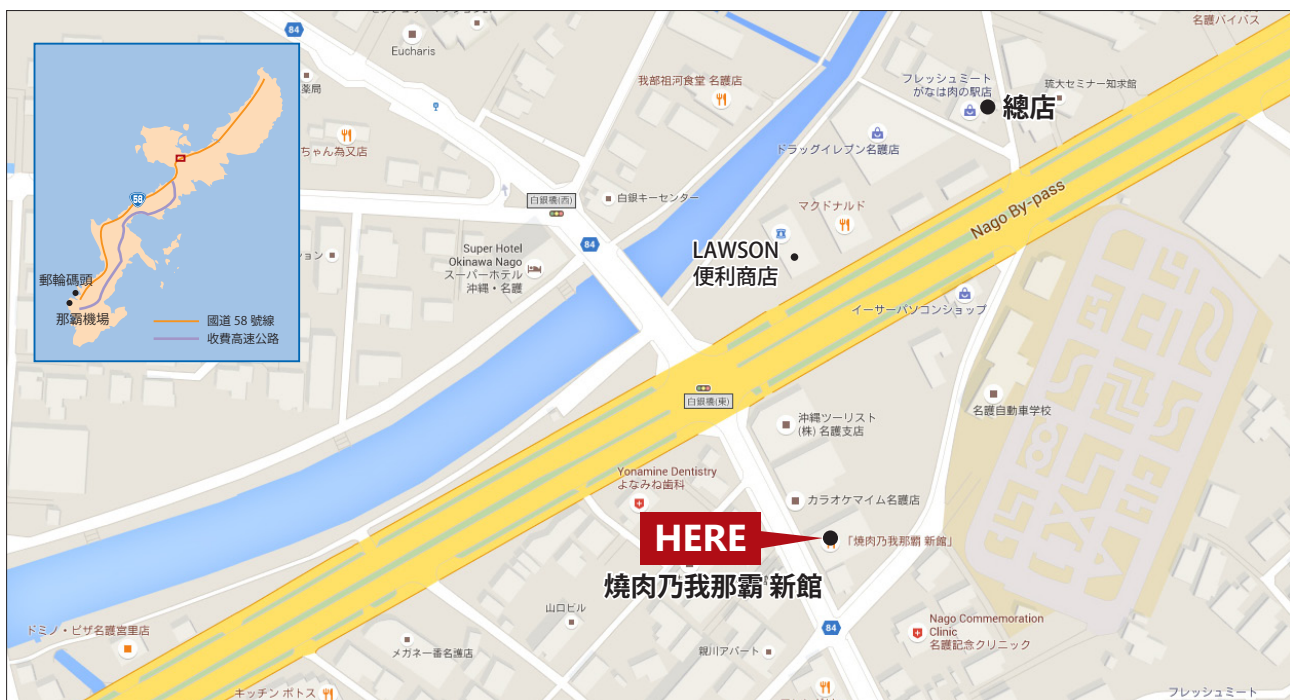 84
Eucharis
薬局
ちゃん為又店
我部祖河食堂 名護店
名護バイパス
フレッシュミート
がなは肉の駅店
總店
琉大セミナー知求館
ドラッグイレブン名護店
白銀橋(西)
白銀キーセンター
マクドナルド
Nago By-pass
84
Super Hotel
Okinawa Nago
スーパーホテル
沖縄・名護
LAWSON
便利商店
イーサーパソコンショップ
58
郵輪碼頭
那霸機場
國道 58 號線
收費高速公路
ション
白銀橋(東)
沖縄ツーリスト
(株) 名護支店
名護自動車学校
Yonamine Dentistry
よなみね歯科
カラオケマイム名護店
HERE
「燒肉乃我那覇 新館」
燒肉乃我那霸 新館
山口ビル
84
Nago Commemoration
Clinic
名護記念クリニック
ドミノ・ピザ名護宮里店
メガネ一番名護店
親川アパート
キッチン ポトス
フレッシュミート